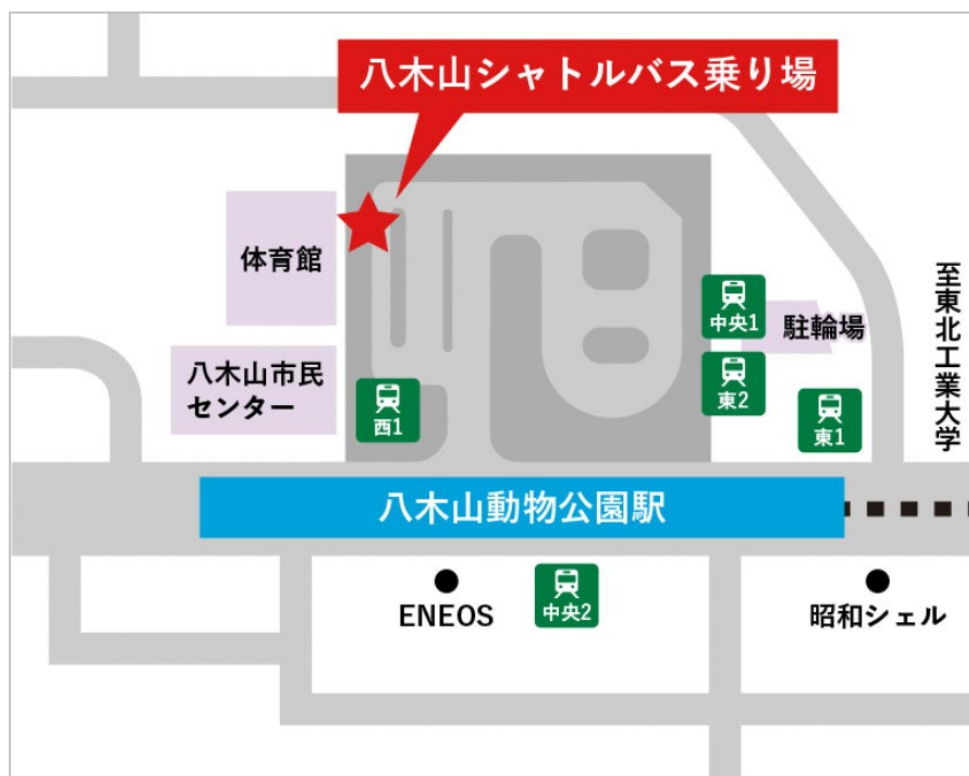 八木山シャトルバス乗り場
体育館
八木山市民
センター
西1
中央1
駐輪場
東2
東1
至東北工業大学
八木山動物公園駅
ENEOS
中央2
昭和シェル